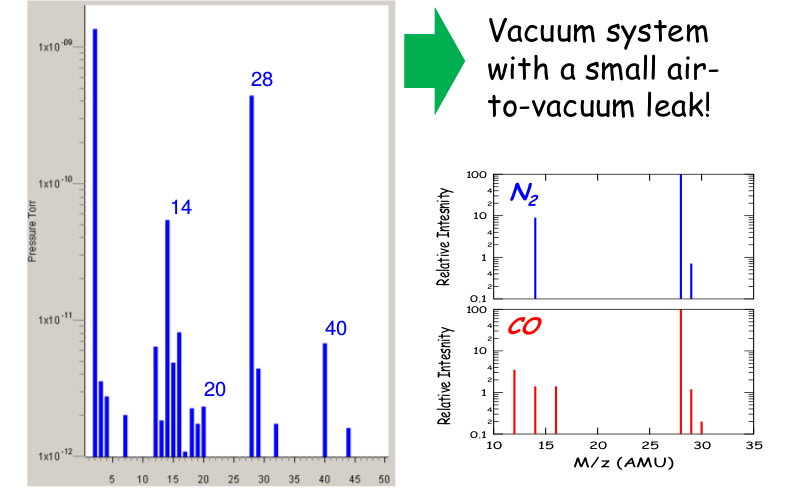 Vacuum system
with a small air-
to-vacuum leak!
Pressure Torr
1x10⁻⁰⁹
1x10⁻¹⁰
1x10⁻¹¹
1x10⁻¹²
28
14
40
20
5 10 15 20 25 30 35 40 45 50
N₂
Relative Intesnity
100
4
2
10
4
2
1
4
2
0.1
CO
Relative Intesnity
100
4
2
10
4
2
1
4
2
0.1
10 15 20 25 30 35
M/z (AMU)